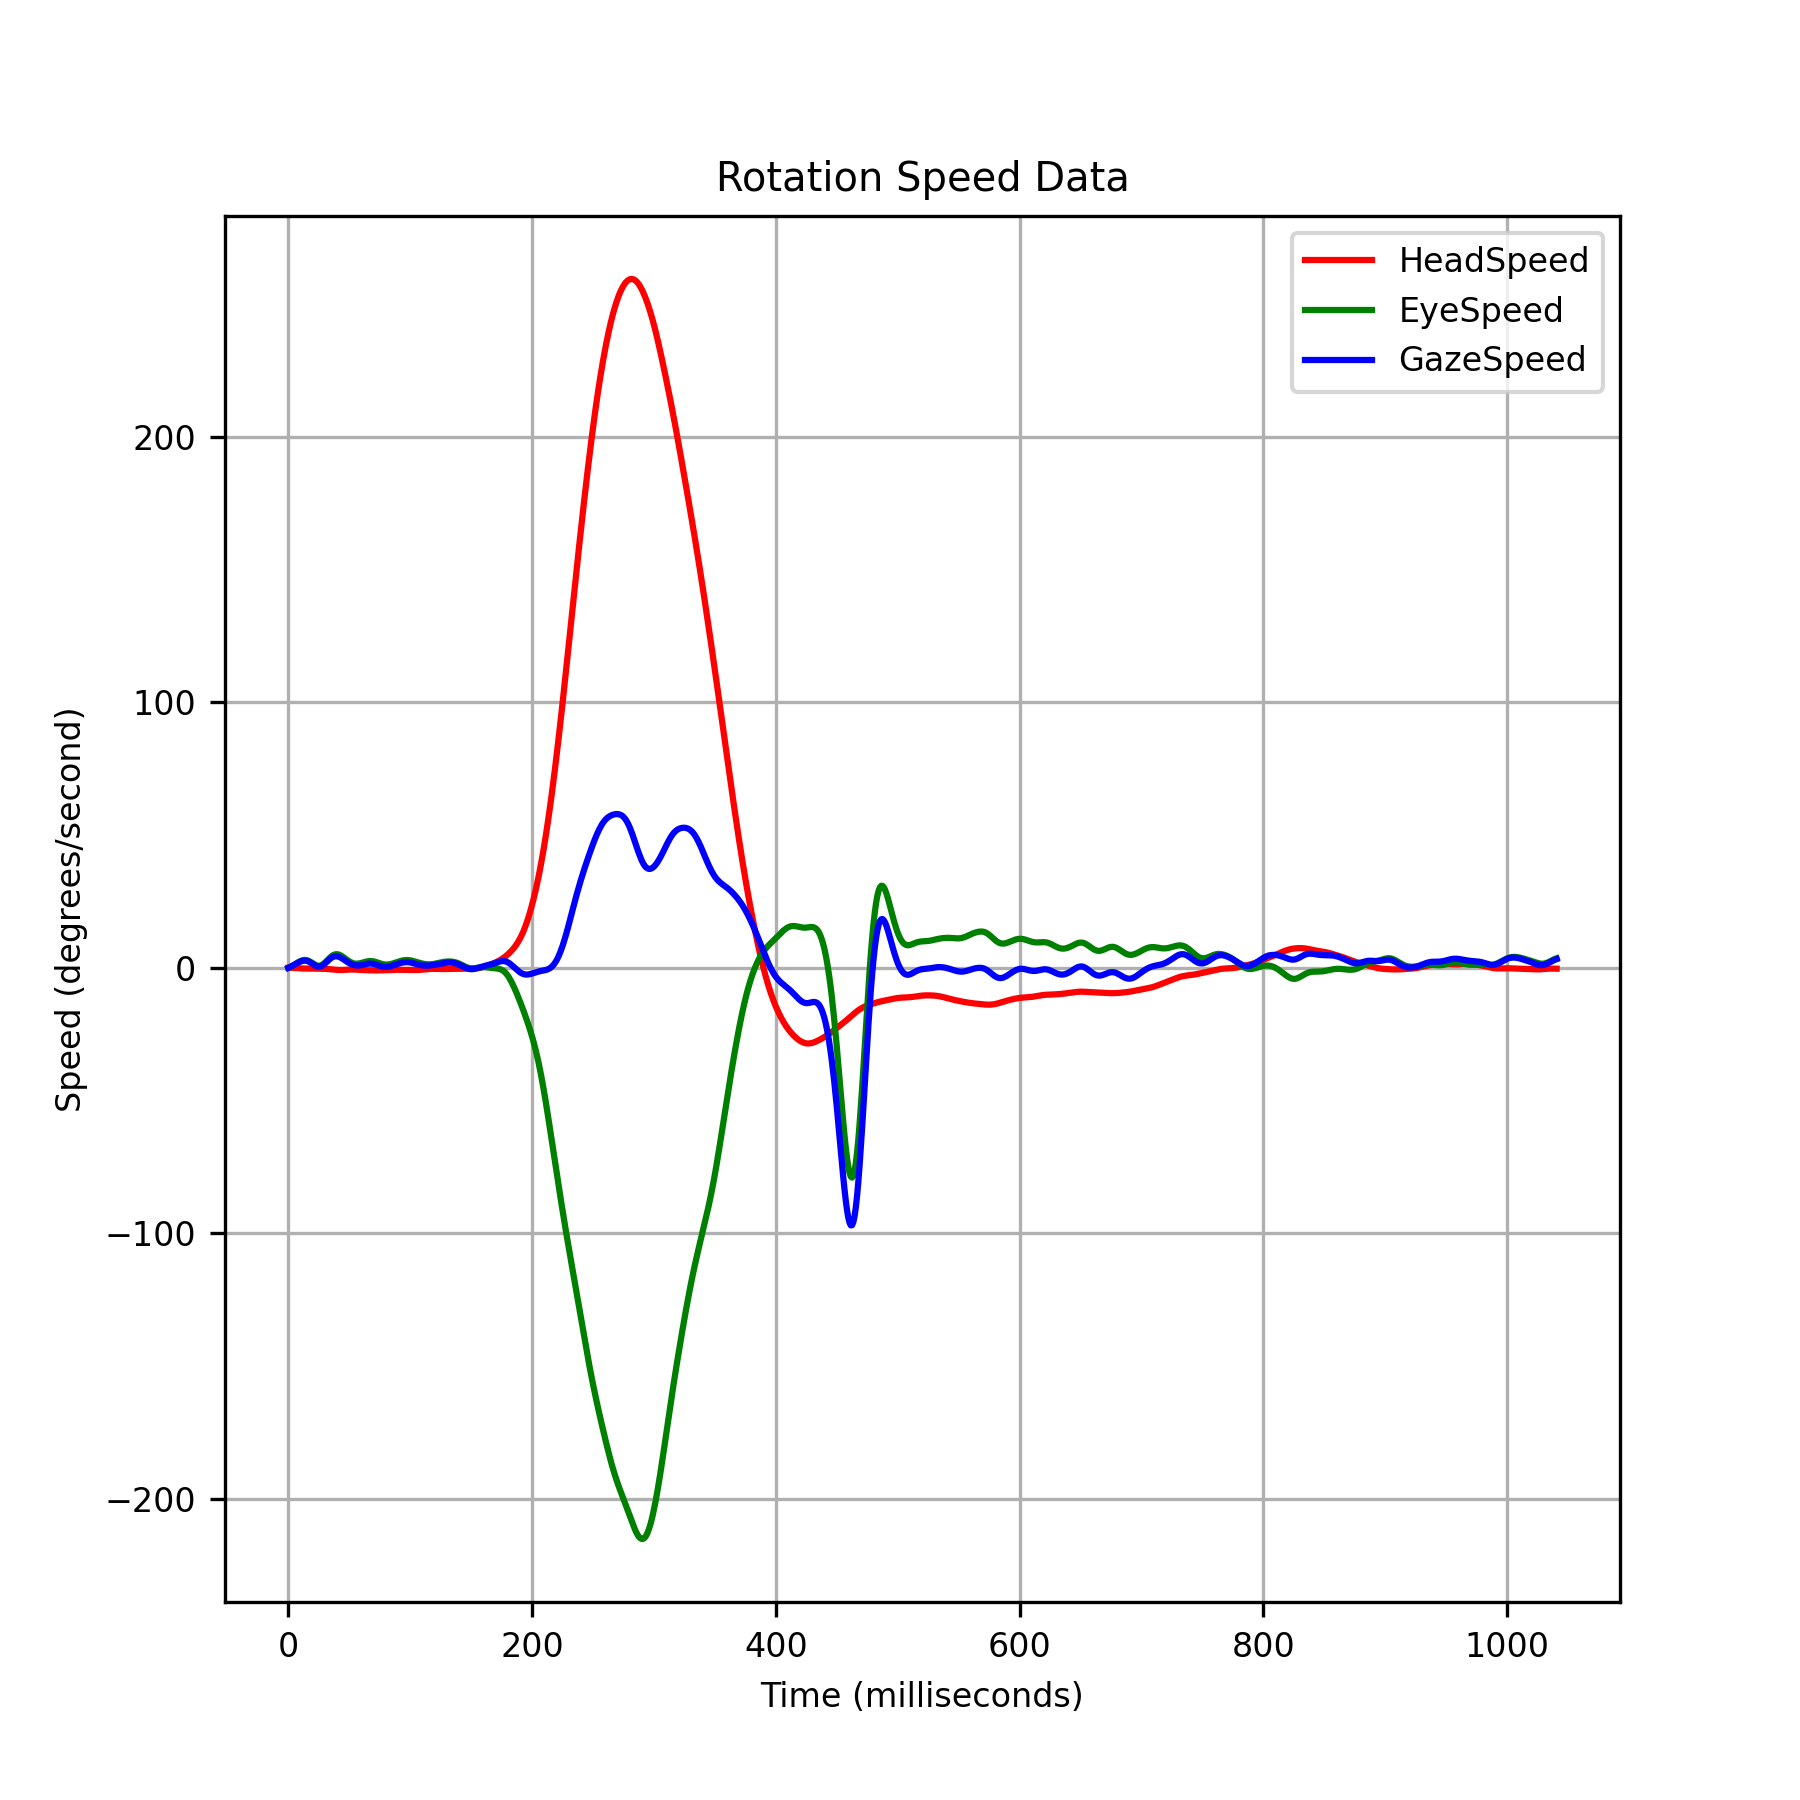 Rotation Speed Data
HeadSpeed
EyeSpeed
GazeSpeed
Speed (degrees/second)
200
100
0
−100
−200
0 200 400 600 800 1000
Time (milliseconds)